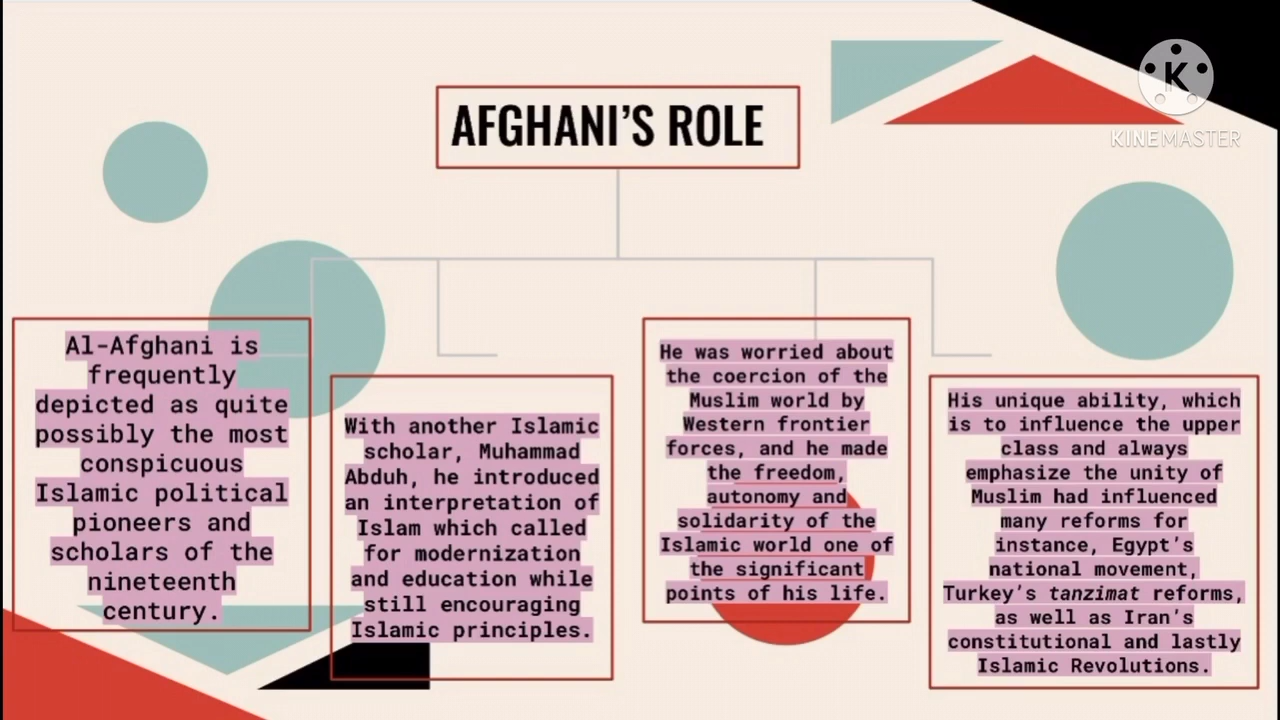 AFGHANI'S ROLE
K
KINEMASTER
Al-Afghani is
frequently
depicted as quite
possibly the most
conspicuous
Islamic political
pioneers and
scholars of the
nineteenth
century.
With another Islamic
scholar, Muhammad
Abduh, he introduced
an interpretation of
Islam which called
for modernization
and education while
still encouraging
Islamic principles.
He was worried about
the coercion of the
Muslim world by
Western frontier
forces, and he made
the freedom,
autonomy and
solidarity of the
Islamic world one of
the significant
points of his life.
His unique ability, which
is to influence the upper
class and always
emphasize the unity of
Muslim had influenced
many reforms for
instance, Egypt's
national movement,
Turkey's tanzimat reforms,
as well as Iran's
constitutional and lastly
Islamic Revolutions.